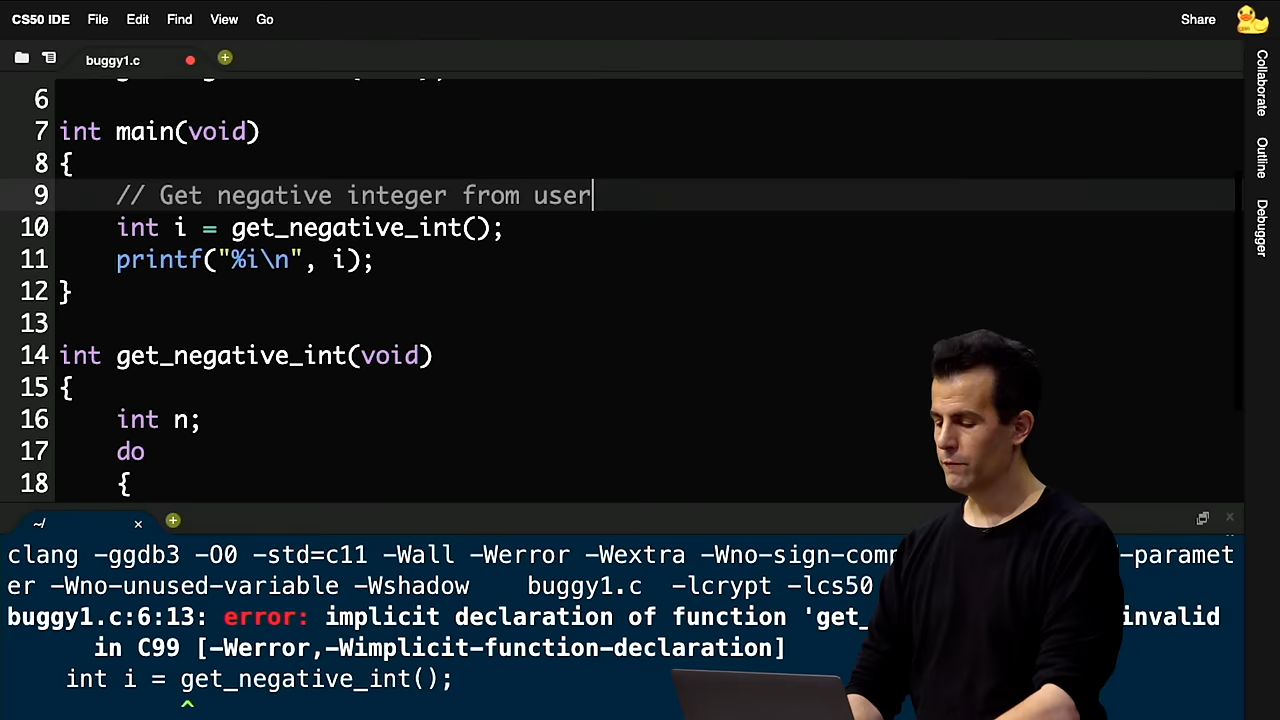 CS50 IDE File Edit Find View Go Share
buggy1.c
Collaborate
Outline
Debugger
6
7 int main(void)
8 {
9 // Get negative integer from user
10 int i = get_negative_int();
11 printf("%i\n", i);
12 }
13
14 int get_negative_int(void)
15 {
16 int n;
17 do
18 {
~/
clang -ggdb3 -O0 -std=c11 -Wall -Werror -Wextra -Wno-sign-comp -paramet
er -Wno-unused-variable -Wshadow buggy1.c -lcrypt -lcs50
buggy1.c:6:13: error: implicit declaration of function 'get_ invalid
in C99 [-Werror,-Wimplicit-function-declaration]
int i = get_negative_int();
^